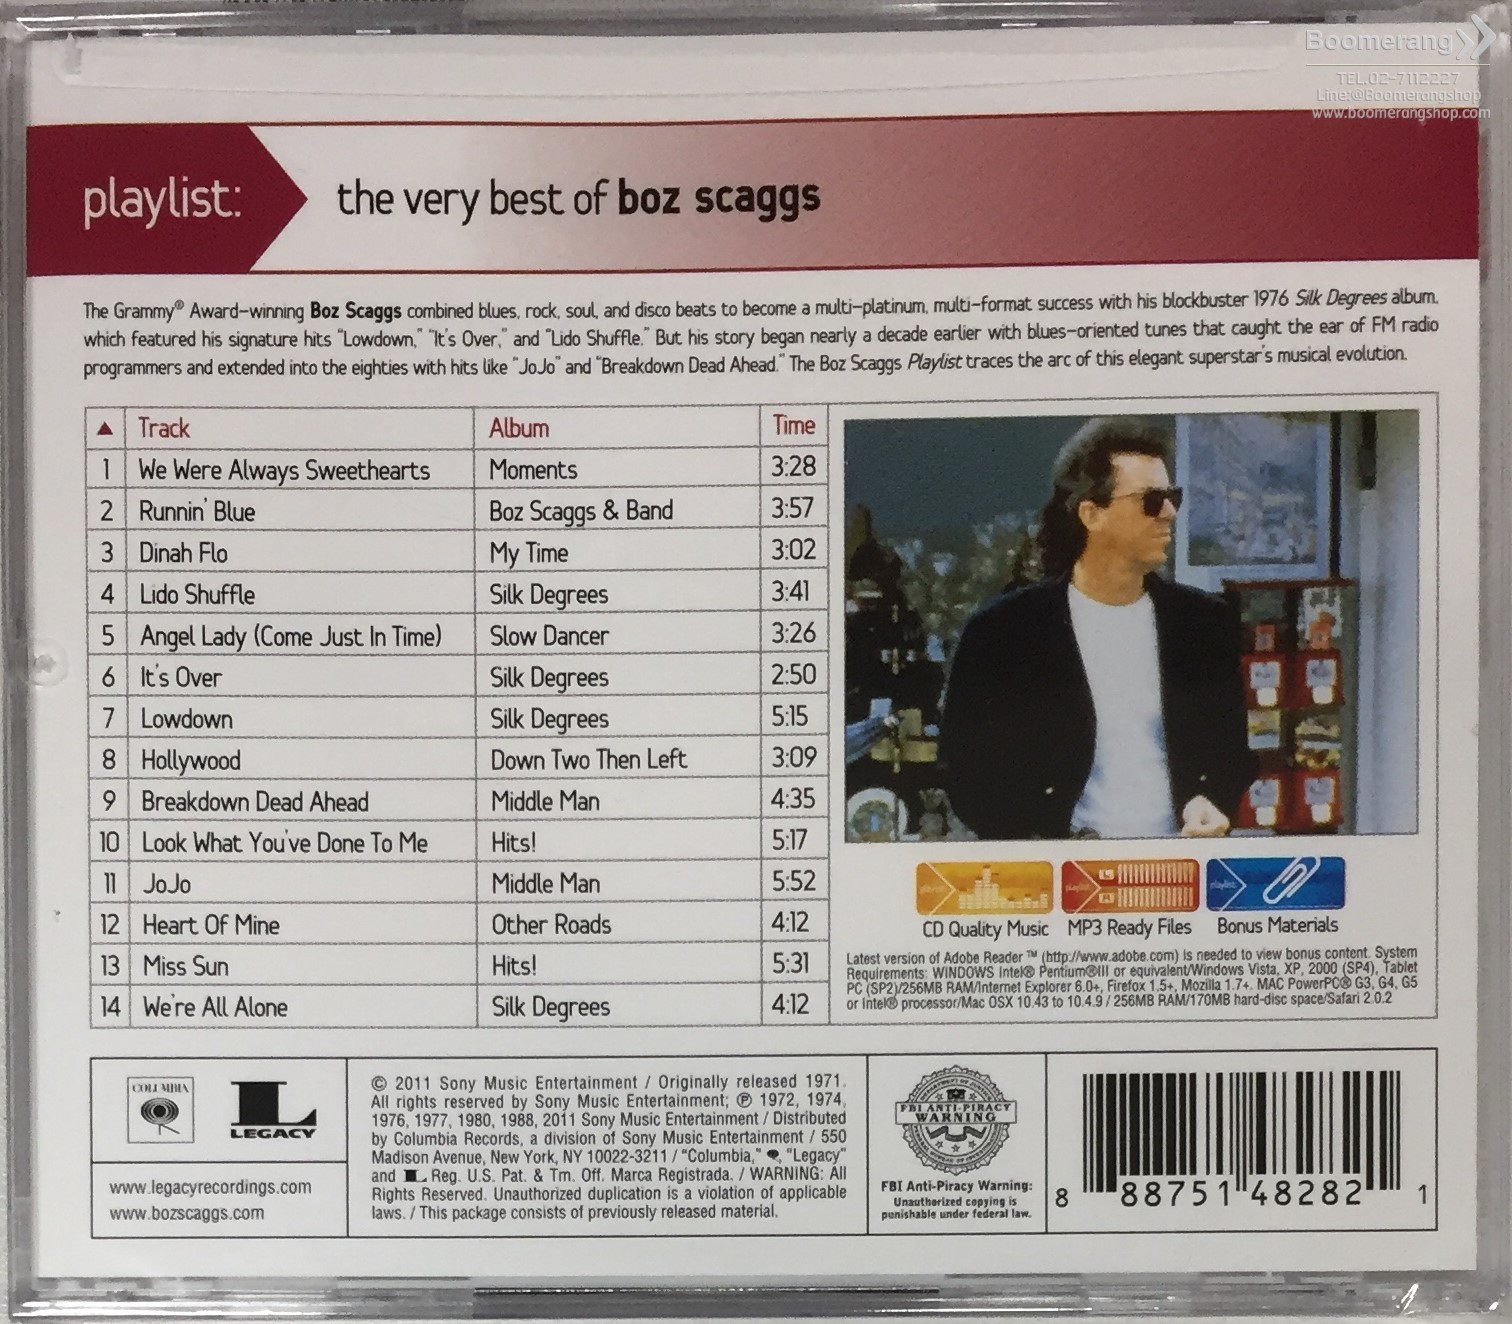 Boomerang
TEL.02-7112227
Line:@Boomerangshop
www.boomerangshop.com
playlist: the very best of boz scaggs
The Grammy® Award-winning Boz Scaggs combined blues, rock, soul, and disco beats to become a multi-platinum, multi-format success with his blockbuster 1976 Silk Degrees album,
which featured his signature hits "Lowdown," "It's Over," and "Lido Shuffle." But his story began nearly a decade earlier with blues-oriented tunes that caught the ear of FM radio
programmers and extended into the eighties with hits like "JoJo" and "Breakdown Dead Ahead." The Boz Scaggs Playlist traces the arc of this elegant superstar's musical evolution.
▲ Track Album Time
1 We Were Always Sweethearts Moments 3:28
2 Runnin' Blue Boz Scaggs & Band 3:57
3 Dinah Flo My Time 3:02
4 Lido Shuffle Silk Degrees 3:41
5 Angel Lady (Come Just In Time) Slow Dancer 3:26
6 It's Over Silk Degrees 2:50
7 Lowdown Silk Degrees 5:15
8 Hollywood Down Two Then Left 3:09
9 Breakdown Dead Ahead Middle Man 4:35
10 Look What You've Done To Me Hits! 5:17
11 JoJo Middle Man 5:52
12 Heart Of Mine Other Roads 4:12
13 Miss Sun Hits! 5:31
14 We're All Alone Silk Degrees 4:12
playlist: playlist: L playlist:
R
CD Quality Music MP3 Ready Files Bonus Materials
Latest version of Adobe Reader ™ (http://www.adobe.com) is needed to view bonus content. System
Requirements: WINDOWS Intel® Pentium®III or equivalent/Windows Vista, XP, 2000 (SP4), Tablet
PC (SP2)/256MB RAM/Internet Explorer 6.0+, Firefox 1.5+, Mozilla 1.7+. MAC PowerPC® G3, G4, G5
or Intel® processor/Mac OSX 10.43 to 10.4.9 / 256MB RAM/170MB hard-disc space/Safari 2.0.2
COLUMBIA
L
LEGACY
www.legacyrecordings.com
www.bozscaggs.com
© 2011 Sony Music Entertainment / Originally released 1971.
All rights reserved by Sony Music Entertainment; ℗ 1972, 1974,
1976, 1977, 1980, 1988, 2011 Sony Music Entertainment / Distributed
by Columbia Records, a division of Sony Music Entertainment / 550
Madison Avenue, New York, NY 10022-3211 / "Columbia," "Legacy"
and L Reg. U.S. Pat. & Tm. Off. Marca Registrada. / WARNING: All
Rights Reserved. Unauthorized duplication is a violation of applicable
laws. / This package consists of previously released material.
DEPARTMENT OF JUSTICE
FBI ANTI-PIRACY
WARNING
FEDERAL BUREAU OF INVESTIGATION
FBI Anti-Piracy Warning:
Unauthorized copying is
punishable under federal law.
8 88751 48282 1